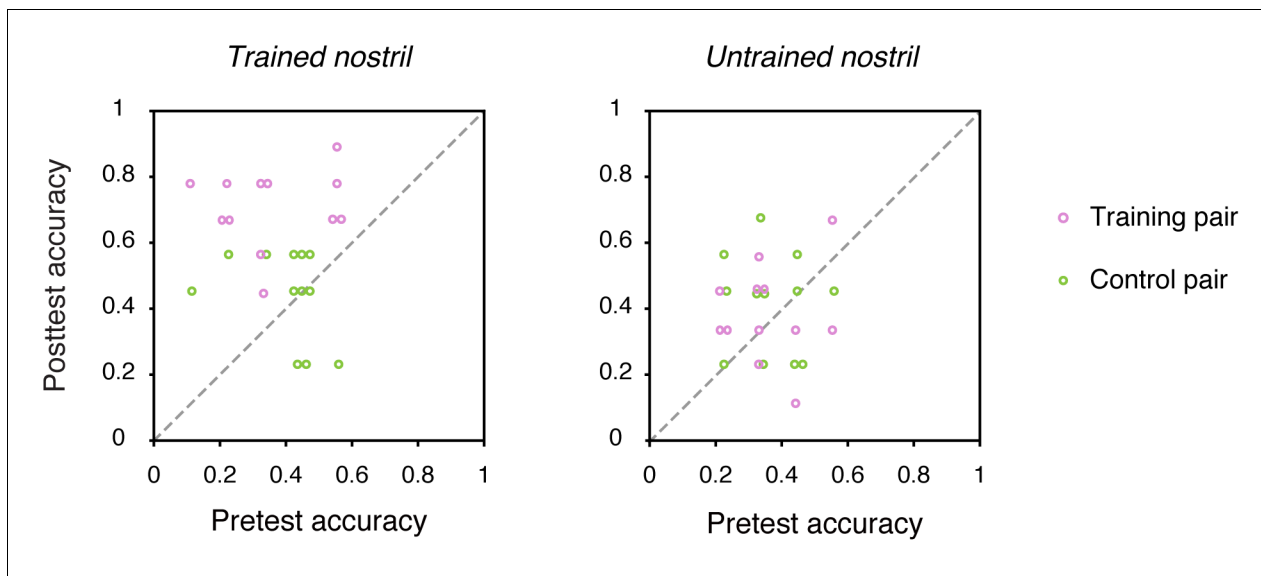 Trained nostril
Untrained nostril
Posttest accuracy
1
0.8
0.6
0.4
0.2
0
0 0.2 0.4 0.6 0.8 1
Pretest accuracy
1
0.8
0.6
0.4
0.2
0
0 0.2 0.4 0.6 0.8 1
Pretest accuracy
Training pair
Control pair